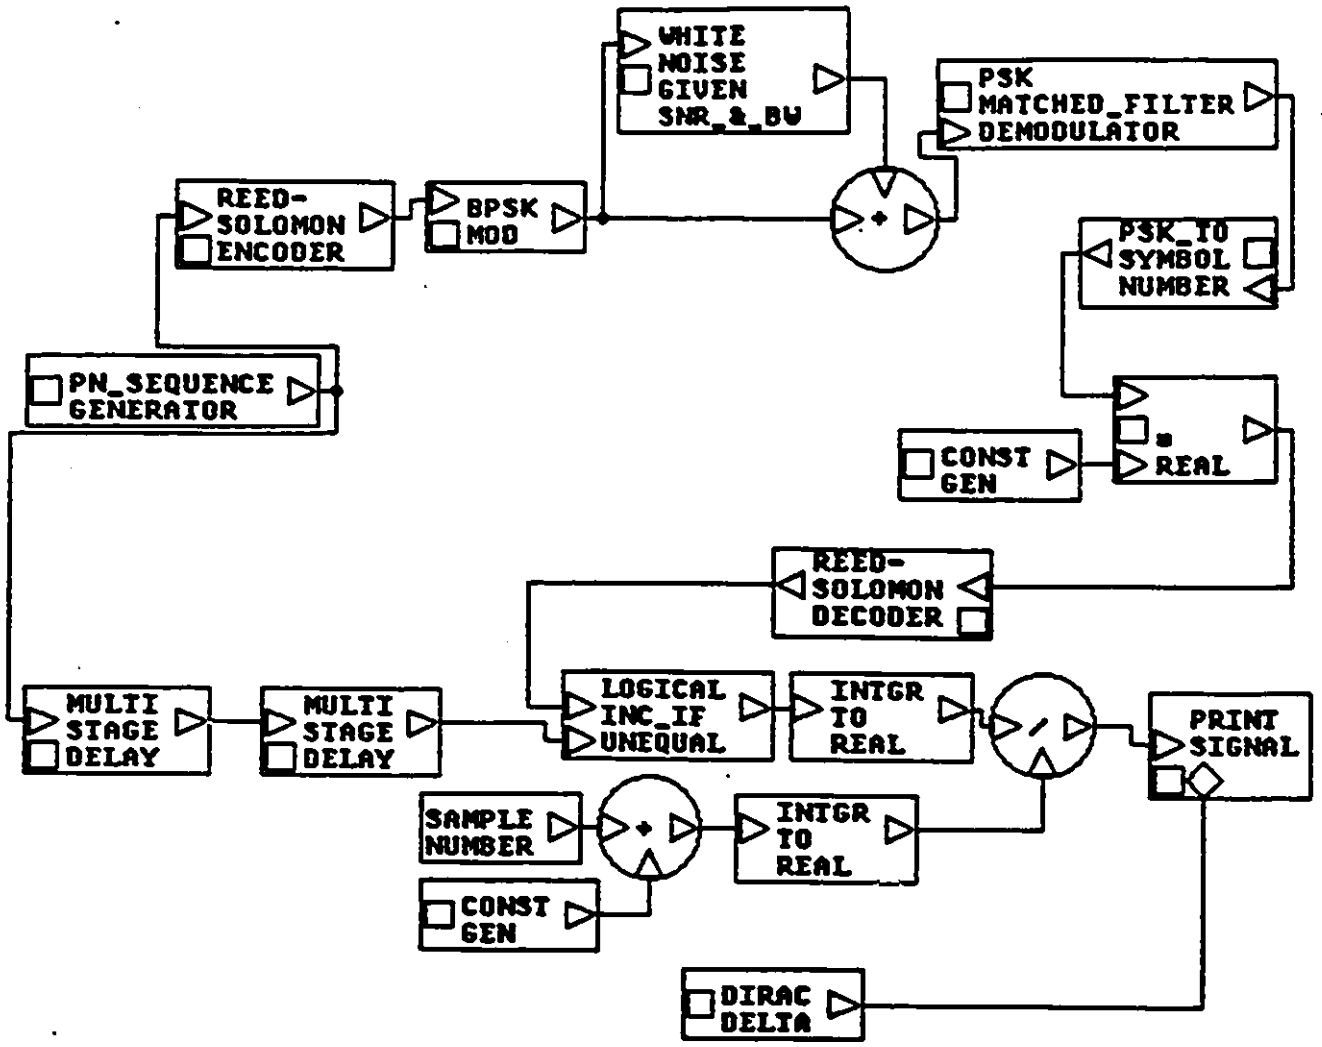 WHITE
NOISE
GIVEN
SNR_&_BW
PSK
MATCHED_FILTER
DEMODULATOR
REED-
SOLOMON
ENCODER
BPSK
MOD
+
PSK_TO
SYMBOL
NUMBER
PN_SEQUENCE
GENERATOR
CONST
GEN
=
REAL
REED-
SOLOMON
DECODER
MULTI
STAGE
DELAY
MULTI
STAGE
DELAY
LOGICAL
INC_IF
UNEQUAL
INTGR
TO
REAL
/
PRINT
SIGNAL
SAMPLE
NUMBER
+
INTGR
TO
REAL
CONST
GEN
DIRAC
DELTA